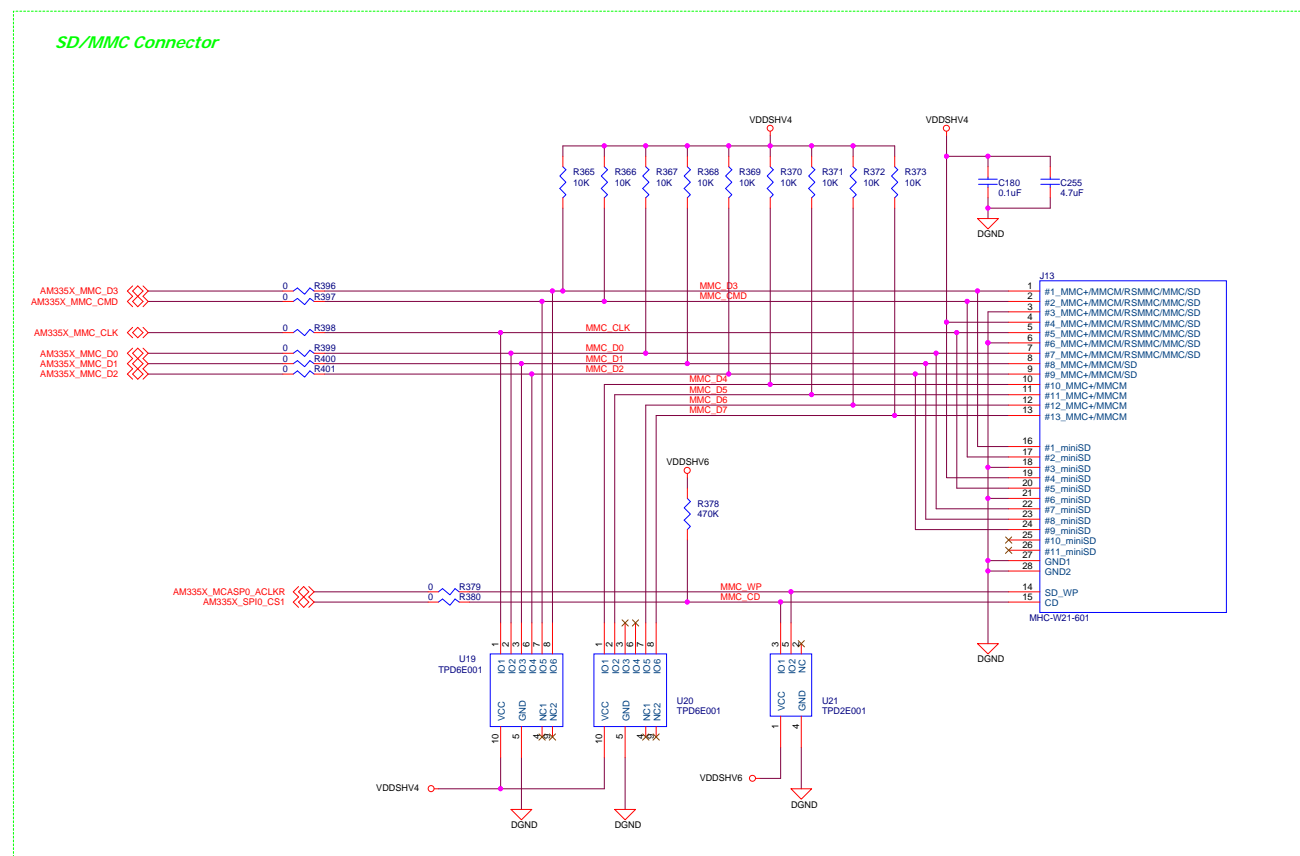 SD/MMC Connector
VDDSHV4
VDDSHV4
R365
10K
R366
10K
R367
10K
R368
10K
R369
10K
R370
10K
R371
10K
R372
10K
R373
10K
C180
0.1uF
C255
4.7uF
DGND
J13
AM335X_MMC_D3
0
R396
MMC_D3
1
#1_MMC+/MMCM/RSMMC/MMC/SD
AM335X_MMC_CMD
0
R397
MMC_CMD
2
#2_MMC+/MMCM/RSMMC/MMC/SD
3
#3_MMC+/MMCM/RSMMC/MMC/SD
4
#4_MMC+/MMCM/RSMMC/MMC/SD
AM335X_MMC_CLK
0
R398
MMC_CLK
5
#5_MMC+/MMCM/RSMMC/MMC/SD
6
#6_MMC+/MMCM/RSMMC/MMC/SD
AM335X_MMC_D0
0
R399
MMC_D0
7
#7_MMC+/MMCM/RSMMC/MMC/SD
AM335X_MMC_D1
0
R400
MMC_D1
8
#8_MMC+/MMCM/SD
AM335X_MMC_D2
0
R401
MMC_D2
9
#9_MMC+/MMCM/SD
MMC_D4
10
#10_MMC+/MMCM
MMC_D5
11
#11_MMC+/MMCM
MMC_D6
12
#12_MMC+/MMCM
MMC_D7
13
#13_MMC+/MMCM
16
#1_miniSD
17
#2_miniSD
18
#3_miniSD
19
#4_miniSD
20
#5_miniSD
21
#6_miniSD
22
#7_miniSD
23
#8_miniSD
24
#9_miniSD
25
#10_miniSD
26
#11_miniSD
27
GND1
28
GND2
VDDSHV6
R378
470K
AM335X_MCASP0_ACLKR
0
R379
MMC_WP
14
SD_WP
AM335X_SPI0_CS1
0
R380
MMC_CD
15
CD
MHC-W21-601
DGND
U19
TPD6E001
1
2
3
6
7
8
IO1
IO2
IO3
IO4
IO5
IO6
VCC
GND
NC1
NC2
10
5
4
9
1
2
3
6
7
8
IO1
IO2
IO3
IO4
IO5
IO6
VCC
GND
NC1
NC2
10
5
4
9
U20
TPD6E001
3
5
2
IO1
IO2
NC
VCC
GND
1
4
U21
TPD2E001
VDDSHV4
VDDSHV6
DGND
DGND
DGND